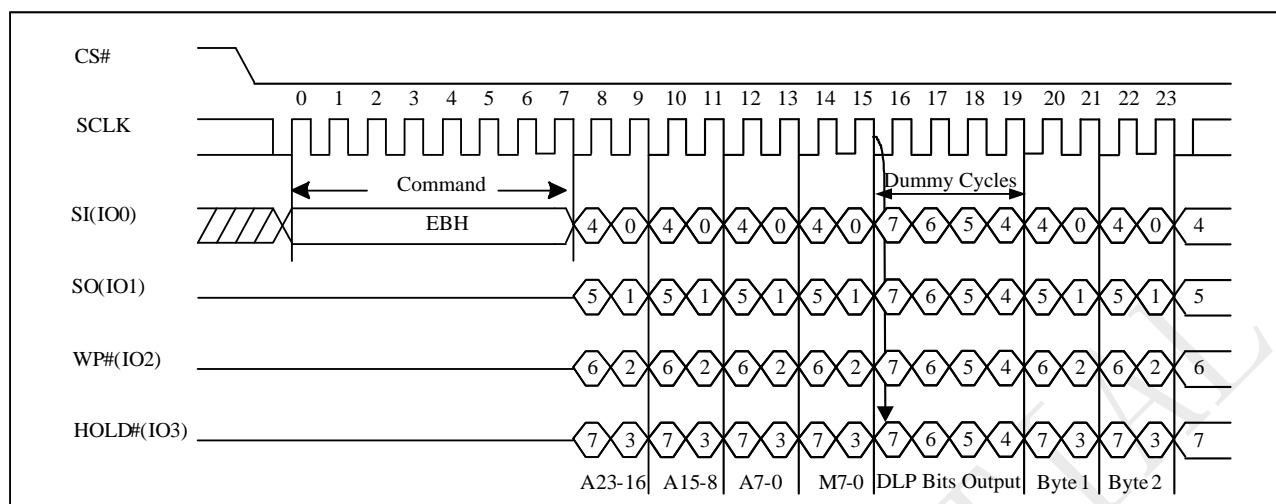 CS#
0 1 2 3 4 5 6 7 8 9 10 11 12 13 14 15 16 17 18 19 20 21 22 23
SCLK
Command
Dummy Cycles
SI(IO0)
EBH
4 0 4 0 4 0 4 0 7 6 5 4 4 0 4 0 4
SO(IO1)
5 1 5 1 5 1 5 1 7 6 5 4 5 1 5 1 5
WP#(IO2)
6 2 6 2 6 2 6 2 7 6 5 4 6 2 6 2 6
HOLD#(IO3)
7 3 7 3 7 3 7 3 7 6 5 4 7 3 7 3 7
A23-16 A15-8 A7-0 M7-0 DLP Bits Output Byte 1 Byte 2